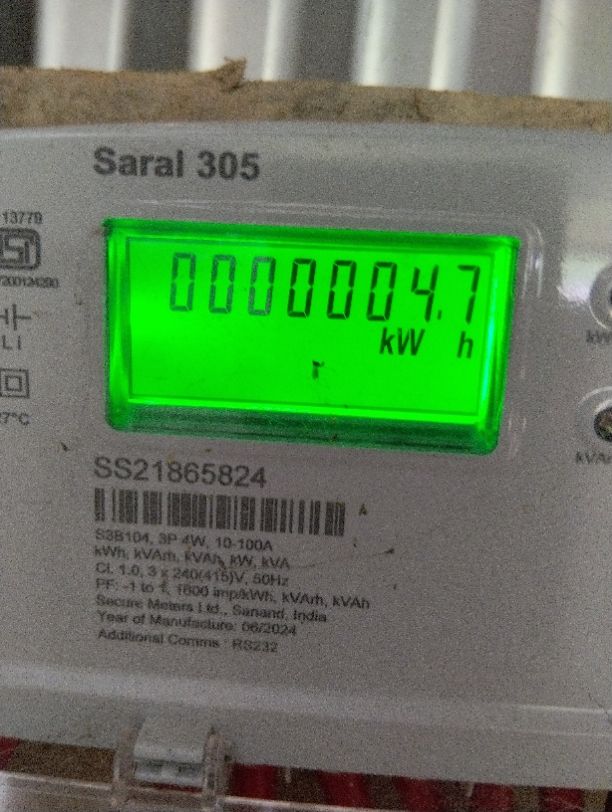 Saral 305
13779
0000004.7
kW h
r
LI
27°C
SS21865824
S3B104, 3P 4W, 10-100A
kWh, kVArh, kVAh, kW, kVA
Cl. 1.0, 3 x 240(415)V, 50Hz
PF: -1 to 1, 1600 imp/kWh, kVArh, kVAh
Secure Meters Ltd., Sanand, India
Year of Manufacture: 06/2024
Additional Comms : RS232